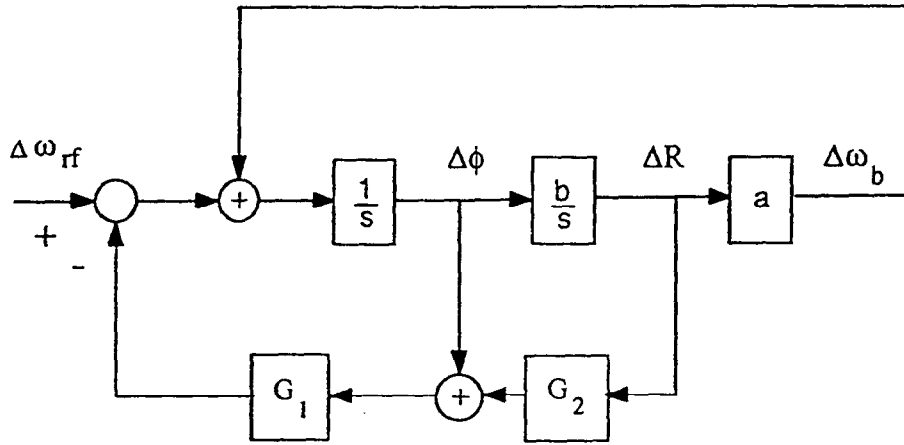 Δω_rf
+
-
+
1/s
Δϕ
b/s
ΔR
a
Δω_b
G_1
+
G_2